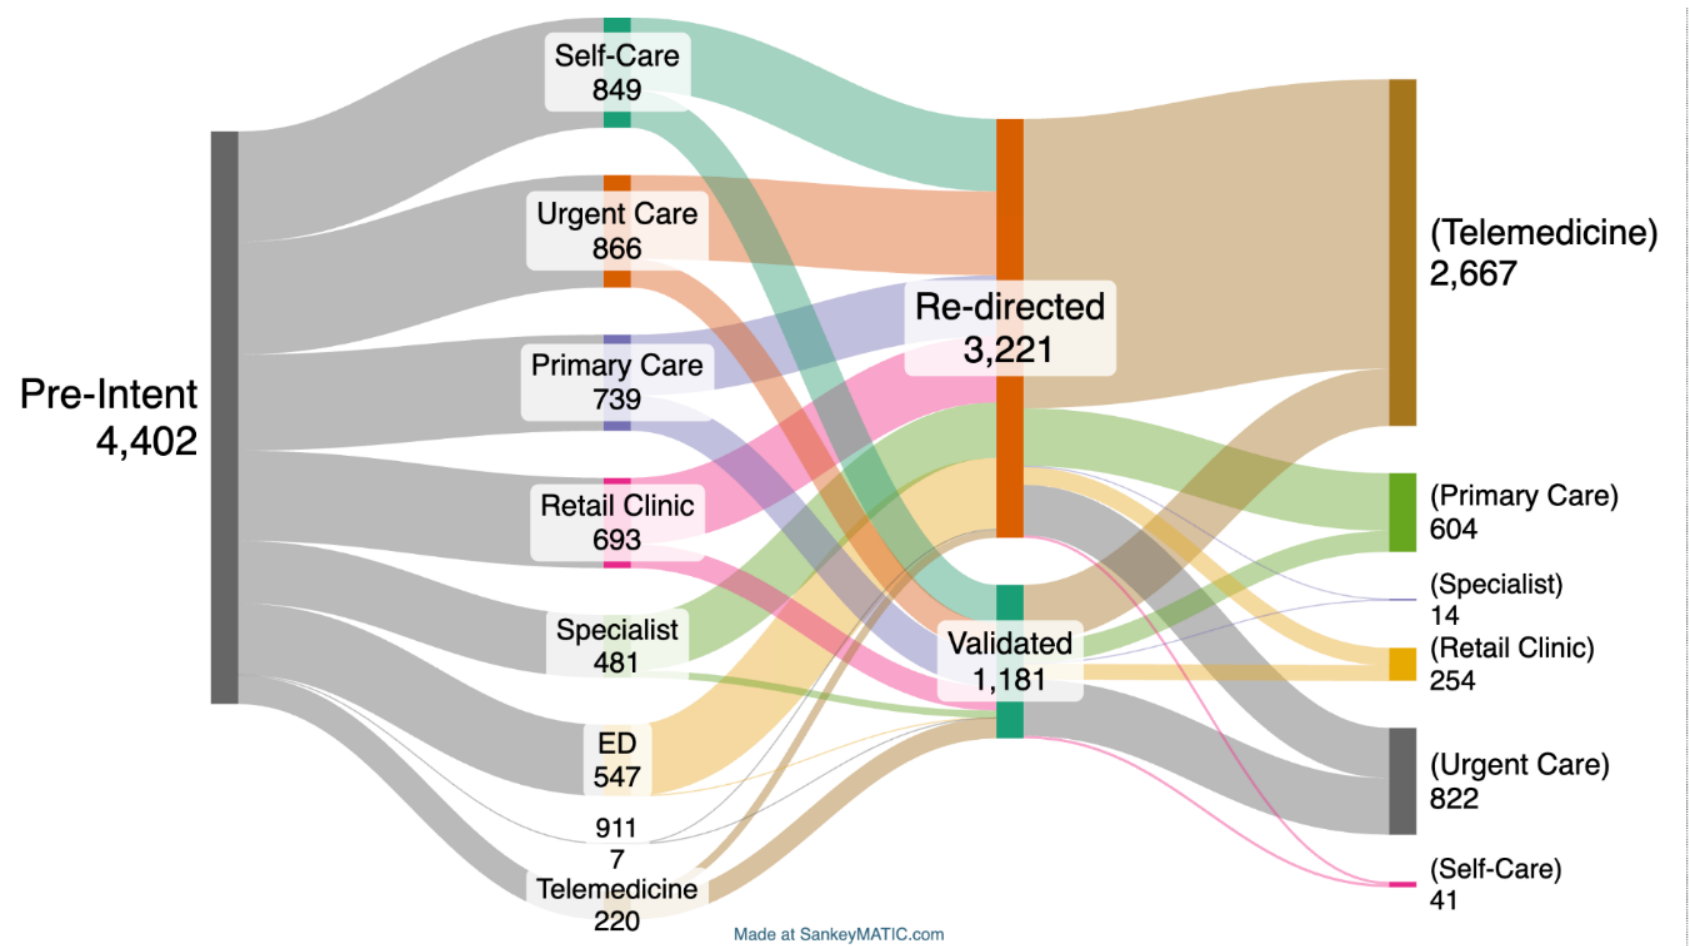 Pre-Intent
4,402
Self-Care
849
Urgent Care
866
Primary Care
739
Retail Clinic
693
Specialist
481
ED
547
911
7
Telemedicine
220
Re-directed
3,221
Validated
1,181
(Telemedicine)
2,667
(Primary Care)
604
(Specialist)
14
(Retail Clinic)
254
(Urgent Care)
822
(Self-Care)
41
Made at SankeyMATIC.com